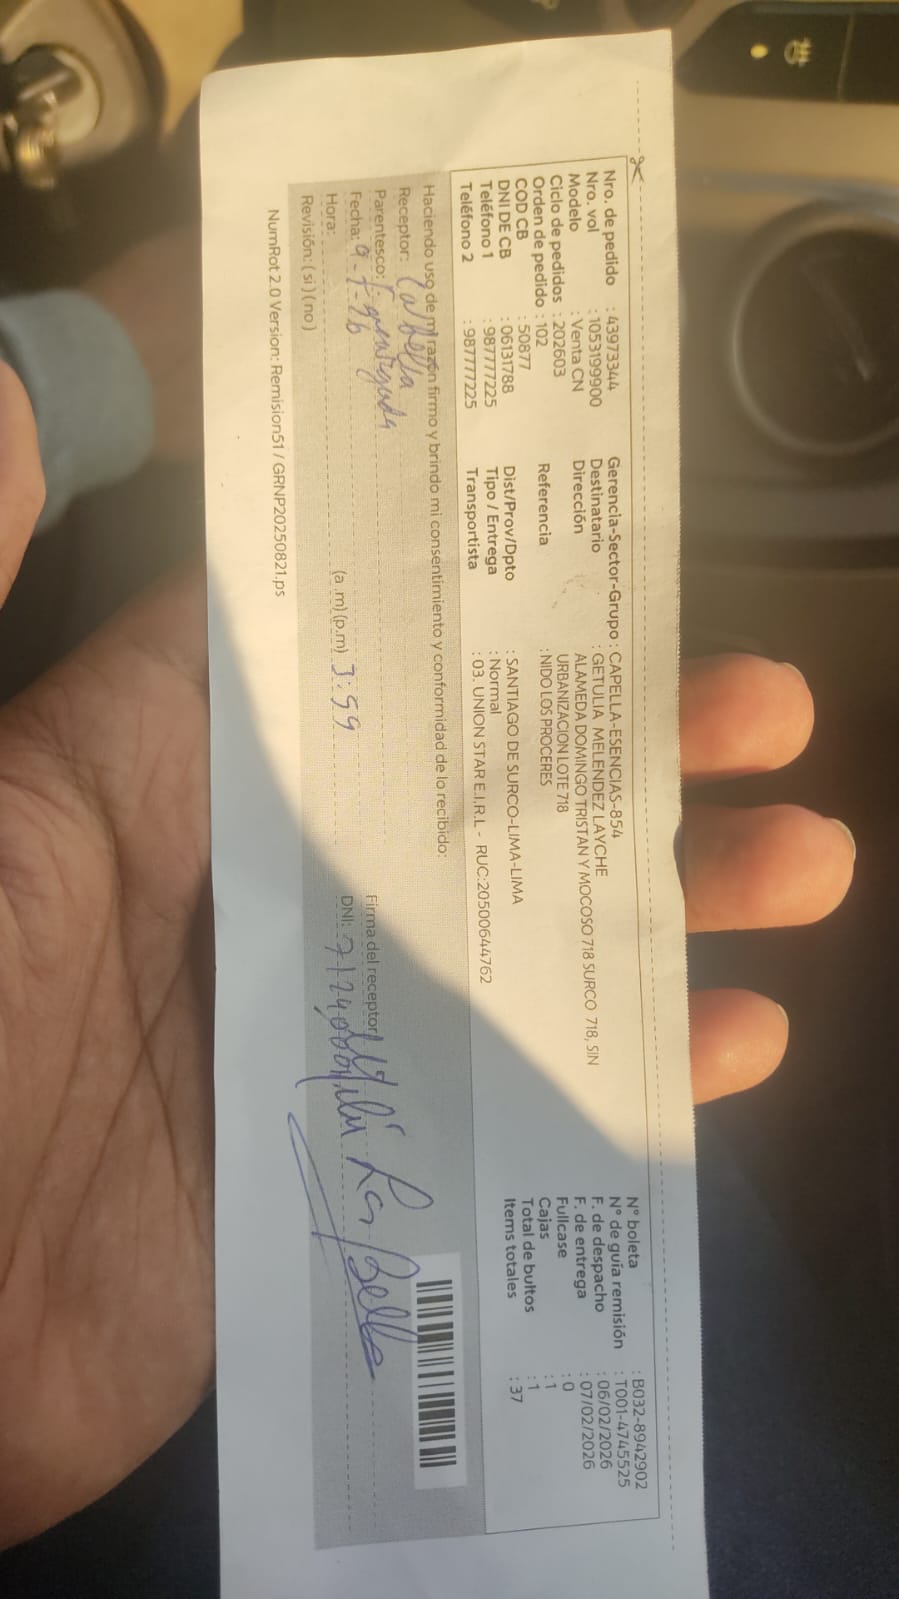 Nro. de pedido : 43973344
Nro. vol : 1053199900
Modelo : Venta CN
Ciclo de pedidos : 202603
Orden de pedido : 102
COD CB : 50877
DNI DE CB : 06131788
Teléfono 1 : 987777225
Teléfono 2 : 987777225
Gerencia-Sector-Grupo : CAPELLA-ESENCIAS-854
Destinatario : GETULIA MELENDEZ LAYCHE
Dirección : ALAMEDA DOMINGO TRISTAN Y MOCOSO 718 SURCO 718, SIN
URBANIZACION LOTE 718
Referencia : NIDO LOS PROCERES
Dist/Prov/Dpto : SANTIAGO DE SURCO-LIMA-LIMA
Tipo / Entrega : Normal
Transportista : 03. UNION STAR E.I.R.L - RUC:20500644762
N° boleta : B032-8942902
N° de guía remisión : T001-4745525
F. de despacho : 06/02/2026
F. de entrega : 07/02/2026
Fullcase : 0
Cajas : 1
Total de bultos : 1
Items totales : 37
Haciendo uso de mi razón firmo y brindo mi consentimiento y conformidad de lo recibido:
Receptor:
Parentesco:
Fecha:
Hora: (a.m)(p.m) 3:59
Revisión: ( si ) ( no )
Firma del receptor:
DNI:
NumRot 2.0 Version: Remision51 / GRNP20250821.ps